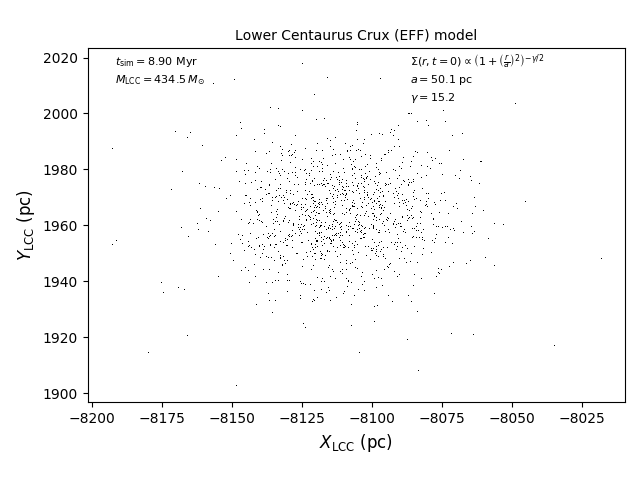 Lower Centaurus Crux (EFF) model
t_sim = 8.90 Myr
M_LCC = 434.5 M_⊙
Σ(r, t = 0) ∝ (1 + (r/a)^2)^{−γ/2}
a = 50.1 pc
γ = 15.2
2020
2000
1980
1960
1940
1920
1900
Y_LCC (pc)
−8200 −8175 −8150 −8125 −8100 −8075 −8050 −8025
X_LCC (pc)